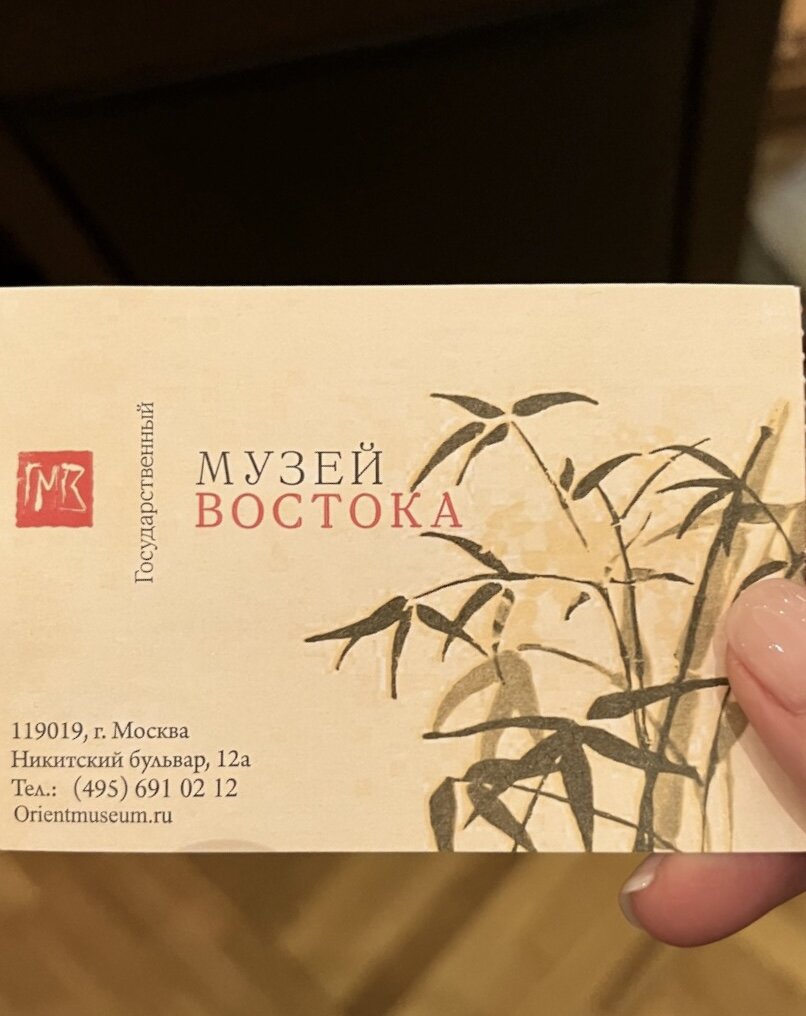 ГМВ
Государственный
МУЗЕЙ
ВОСТОКА
119019, г. Москва
Никитский бульвар, 12а
Тел.: (495) 691 02 12
Orientmuseum.ru